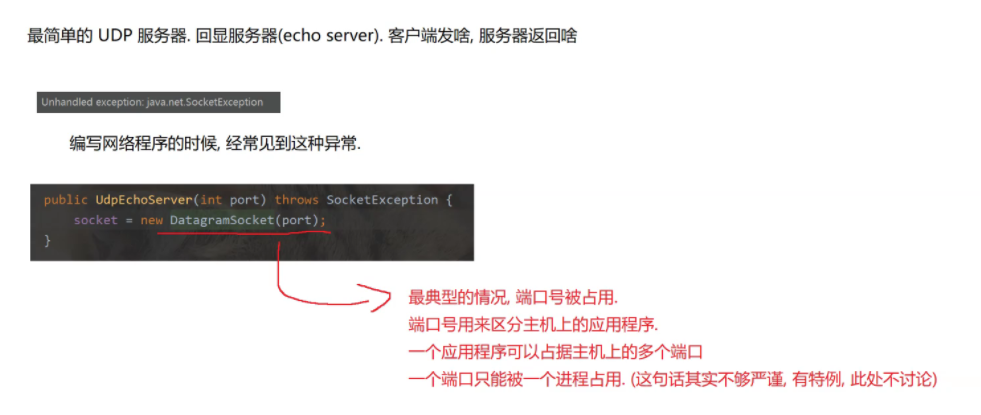 最简单的 UDP 服务器. 回显服务器(echo server). 客户端发啥, 服务器返回啥
Unhandled exception: java.net.SocketException
编写网络程序的时候, 经常见到这种异常.
public UdpEchoServer(int port) throws SocketException {
socket = new DatagramSocket(port);
}
最典型的情况, 端口号被占用.
端口号用来区分主机上的应用程序.
一个应用程序可以占据主机上的多个端口
一个端口只能被一个进程占用. (这句话其实不够严谨, 有特例, 此处不讨论)